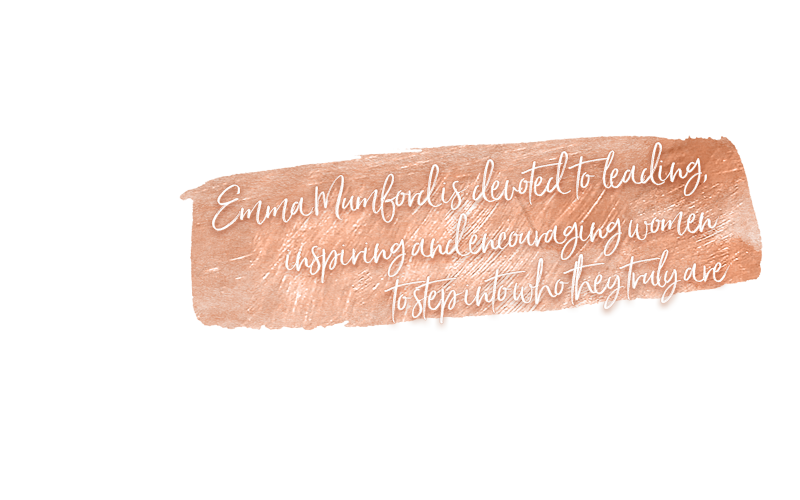 Emma Mumford is devoted to leading,
inspiring and encouraging women
to step into who they truly are